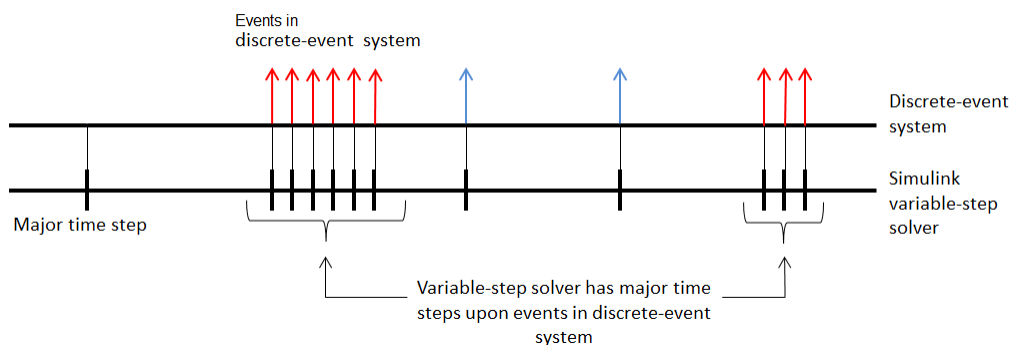 Events in
discrete-event system
Discrete-event
system
Simulink
variable-step
solver
Major time step
Variable-step solver has major time
steps upon events in discrete-event
system